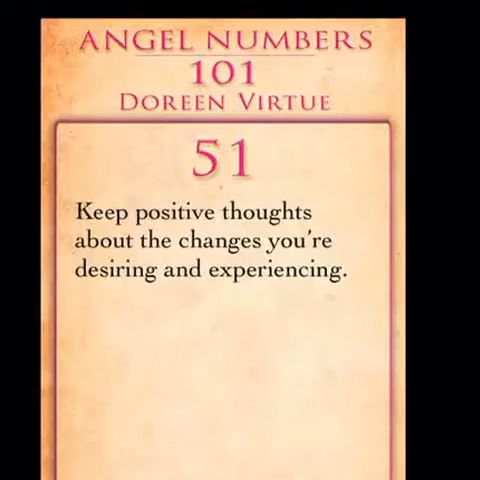 ANGEL NUMBERS
101
DOREEN VIRTUE
51
Keep positive thoughts
about the changes you're
desiring and experiencing.